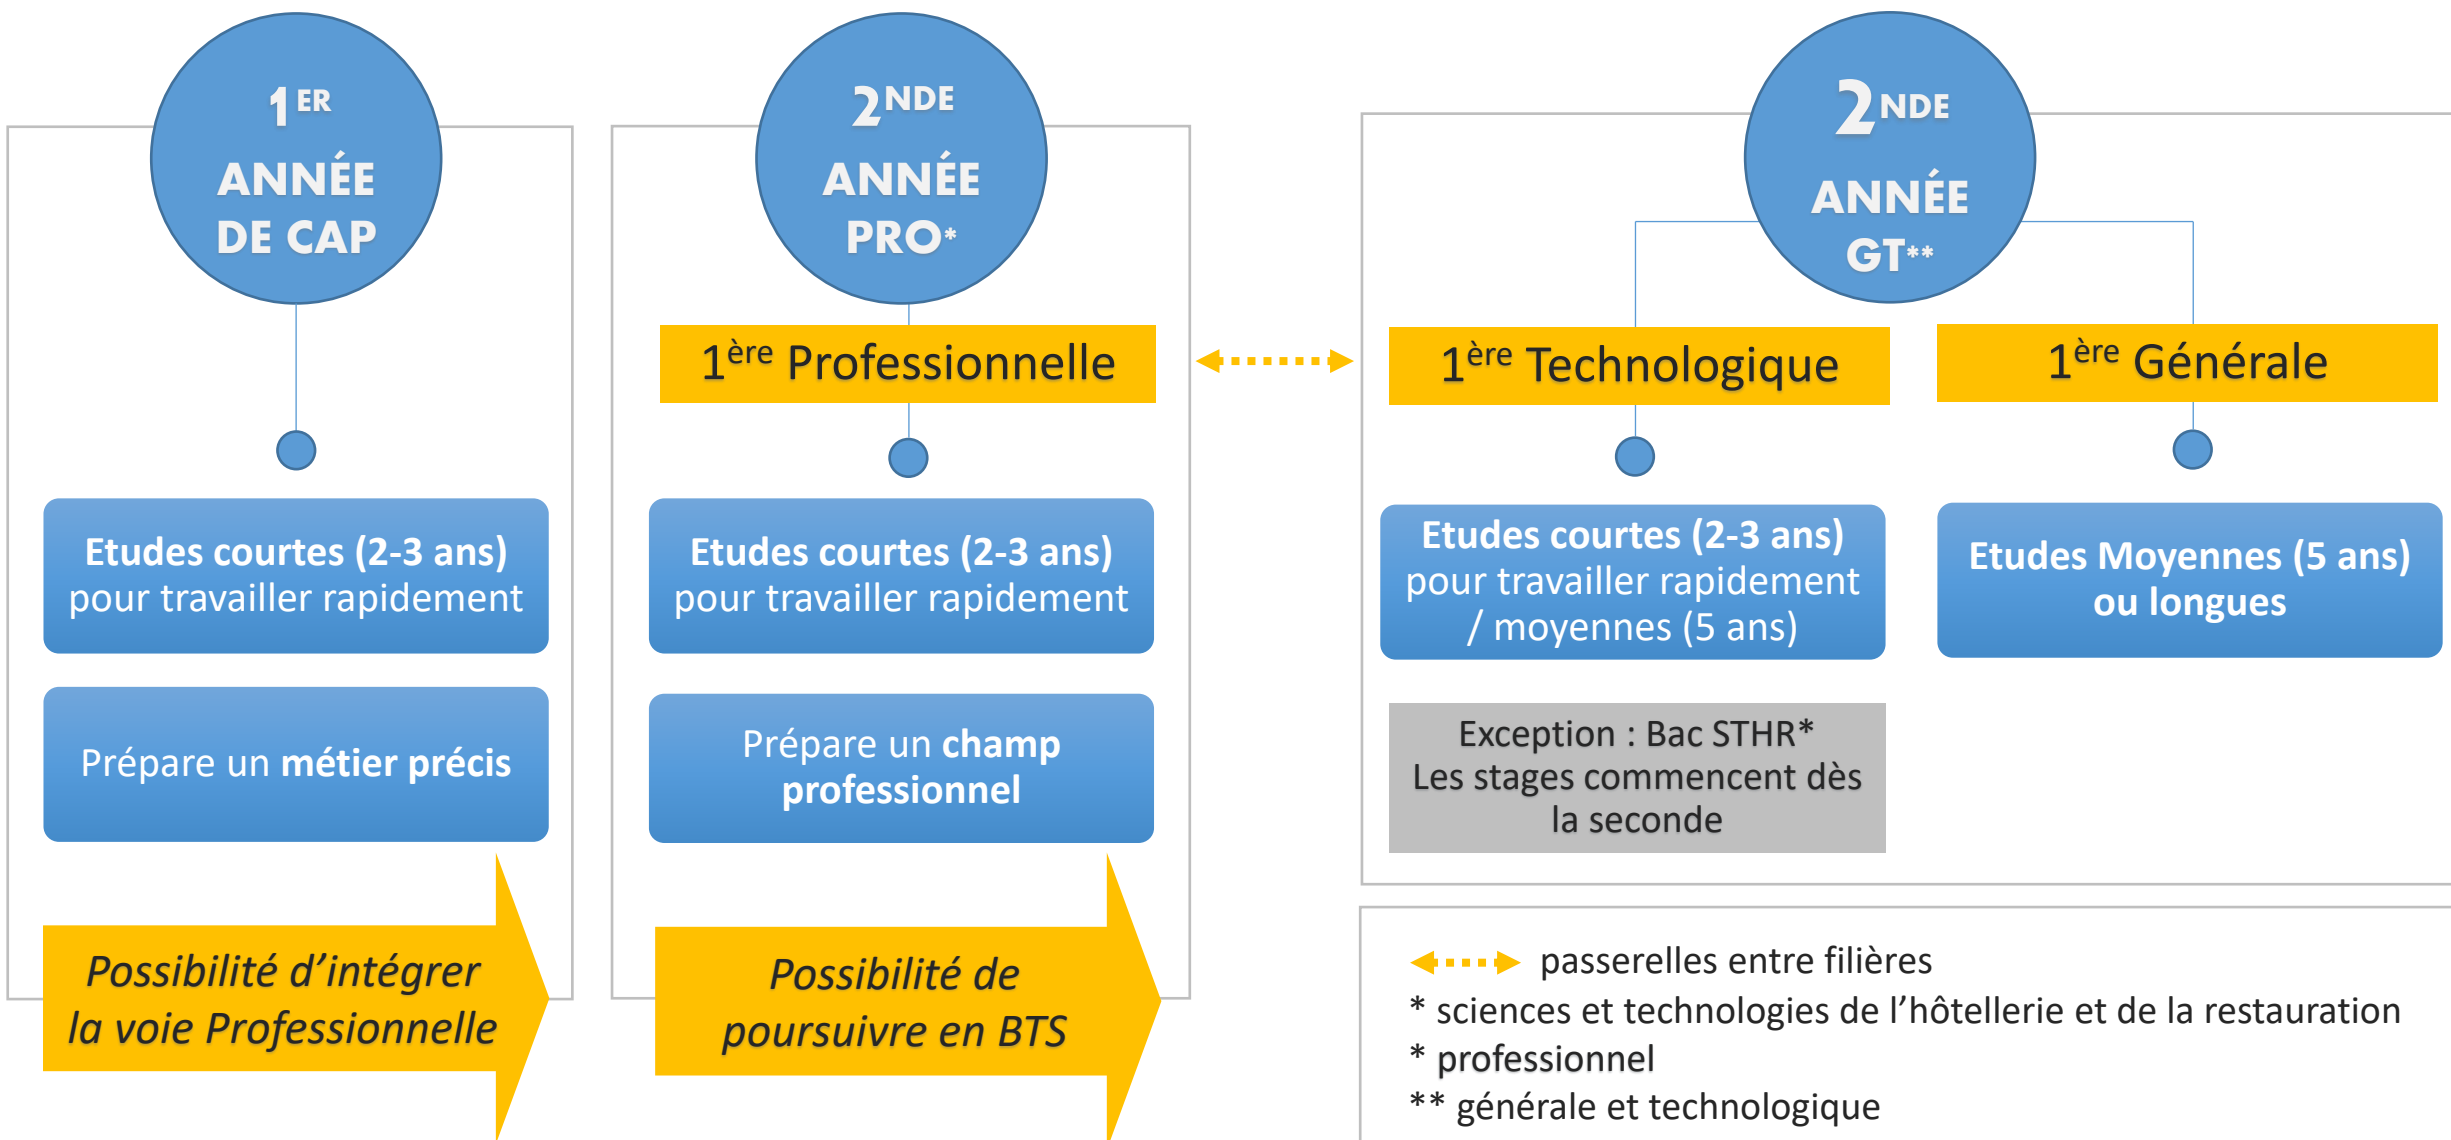 1ER
ANNÉE
DE CAP
Etudes courtes (2-3 ans)
pour travailler rapidement
Prépare un métier précis
Possibilité d’intégrer
la voie Professionnelle
2NDE
ANNÉE
PRO*
1ère Professionnelle
Etudes courtes (2-3 ans)
pour travailler rapidement
Prépare un champ
professionnel
Possibilité de
poursuivre en BTS
2NDE
ANNÉE
GT**
1ère Technologique
Etudes courtes (2-3 ans)
pour travailler rapidement
/ moyennes (5 ans)
Exception : Bac STHR*
Les stages commencent dès
la seconde
1ère Générale
Etudes Moyennes (5 ans)
ou longues
passerelles entre filières
* sciences et technologies de l’hôtellerie et de la restauration
* professionnel
** générale et technologique